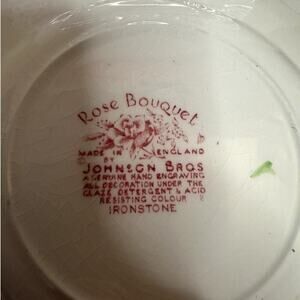 Rose Bouquet
MADE IN ENGLAND
BY
JOHNSON BROS
A GENUINE HAND ENGRAVING
ALL DECORATION UNDER THE
GLAZE DETERGENT & ACID
RESISTING COLOUR
IRONSTONE